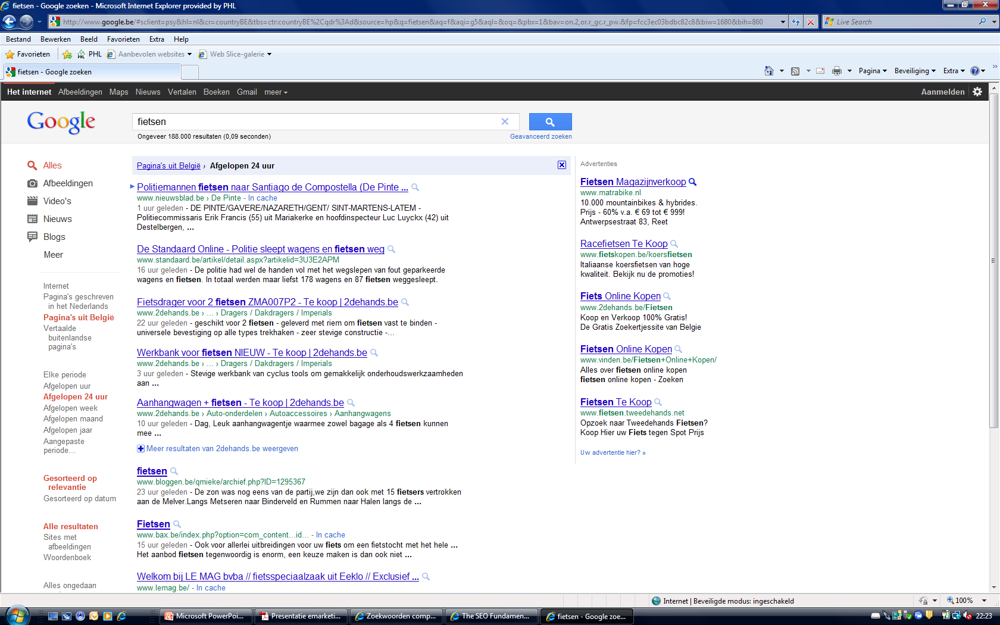 fietsen - Google zoeken - Microsoft Internet Explorer provided by PHL
http://www.google.be/#sclient=psy&hl=nl&cr=countryBE&tbs=ctr:countryBE%2Cqdr%3Ad&source=hp&q=fietsen&aq=f&aqi=g5&aql=&oq=&pbx=1&bav=on.2,or.r_gc.r_pw.&fp=fcc3ec03bdbc82c8&biw=1680&bih=860
Live Search
Bestand Bewerken Beeld Favorieten Extra Help
Favorieten PHL Aanbevolen websites Web Slice-galerie
fietsen - Google zoeken
Pagina Beveiliging Extra
Het internet Afbeeldingen Maps Nieuws Vertalen Boeken Gmail meer
Aanmelden
Google
fietsen
Ongeveer 188.000 resultaten (0,09 seconden)
Geavanceerd zoeken
Alles
Afbeeldingen
Video's
Nieuws
Blogs
Meer
Internet
Pagina's geschreven
in het Nederlands
Pagina's uit België
Vertaalde
buitenlandse
pagina's
Elke periode
Afgelopen uur
Afgelopen 24 uur
Afgelopen week
Afgelopen maand
Afgelopen jaar
Aangepaste
periode...
Gesorteerd op
relevantie
Gesorteerd op datum
Alle resultaten
Sites met
afbeeldingen
Woordenboek
Alles ongedaan
Pagina's uit België › Afgelopen 24 uur
Politiemannen fietsen naar Santiago de Compostella (De Pinte ...
www.nieuwsblad.be › De Pinte - In cache
1 uur geleden - DE PINTE/GAVERE/NAZARETH/GENT/ SINT-MARTENS-LATEM -
Politiecommissaris Erik Francis (55) uit Mariakerke en hoofdinspecteur Luc Luyckx (42) uit
Destelbergen, ...
De Standaard Online - Politie sleept wagens en fietsen weg
www.standaard.be/artikel/detail.aspx?artikelid=3U3E2APM
16 uur geleden - De politie had wel de handen vol met het wegslepen van fout geparkeerde
wagens en fietsen. In totaal werden maar liefst 178 wagens en 87 fietsen weggesleept.
Fietsdrager voor 2 fietsen ZMA007P2 - Te koop | 2dehands.be
www.2dehands.be › ... › Dragers / Dakdragers / Imperials
22 uur geleden - geschikt voor 2 fietsen - geleverd met riem om fietsen vast te binden -
universele bevestiging op alle types trekhaken - zeer stevige constructie -...
Werkbank voor fietsen NIEUW - Te koop | 2dehands.be
www.2dehands.be › ... › Dragers / Dakdragers / Imperials
3 uur geleden - Stevige werkbank van cyclus tools om gemakkelijk onderhoudswerkzaamheden
aan ...
Aanhangwagen + fietsen - Te koop | 2dehands.be
www.2dehands.be › Auto-onderdelen › Autoaccessoires › Aanhangwagens
10 uur geleden - Dag, Leuk aanhangwagentje waarmee zowel bagage als 4 fietsen kunnen
mee ...
Meer resultaten van 2dehands.be weergeven
fietsen
www.bloggen.be/qmieke/archief.php?ID=1295367
23 uur geleden - De zon was nog eens van de partij,we zijn dan ook met 15 fietsers vertrokken
aan de Melver.Langs Metseren naar Binderveld en Rummen naar Halen langs de ...
Fietsen
www.bax.be/index.php?option=com_content...id... - In cache
15 uur geleden - Ook voor allerlei uitbreidingen voor uw fiets om een fietstocht met het hele ...
Het aanbod fietsen tegenwoordig is enorm, een keuze maken is dan ook niet ...
Welkom bij LE MAG bvba // fietsspeciaalzaak uit Eeklo // Exclusief ...
www.lemag.be/ - In cache
Advertenties
Fietsen Magazijnverkoop
www.matrabike.nl
10.000 mountainbikes & hybrides.
Prijs - 60% v.a. € 69 tot € 999!
Antwerpsestraat 83, Reet
Racefietsen Te Koop
www.fietskopen.be/koersfietsen
Italiaanse koersfietsen van hoge
kwaliteit. Bekijk nu de promoties!
Fiets Online Kopen
www.2dehands.be/Fietsen
Koop en Verkoop 100% Gratis!
De Gratis Zoekertjessite van Belgie
Fietsen Online Kopen
www.vinden.be/Fietsen+Online+Kopen/
Alles over fietsen online kopen
fietsen online kopen - Zoeken
Fietsen Te Koop
www.fietsen.tweedehands.net
Opzoek naar Tweedehands Fietsen?
Koop Hier uw Fiets tegen Spot Prijs
Uw advertentie hier? »
Internet | Beveiligde modus: ingeschakeld
100%
Microsoft PowerPoi... Presentatie emarketi... Zoekwoorden comp... The SEO Fundamen... fietsen - Google zoe...
22:23